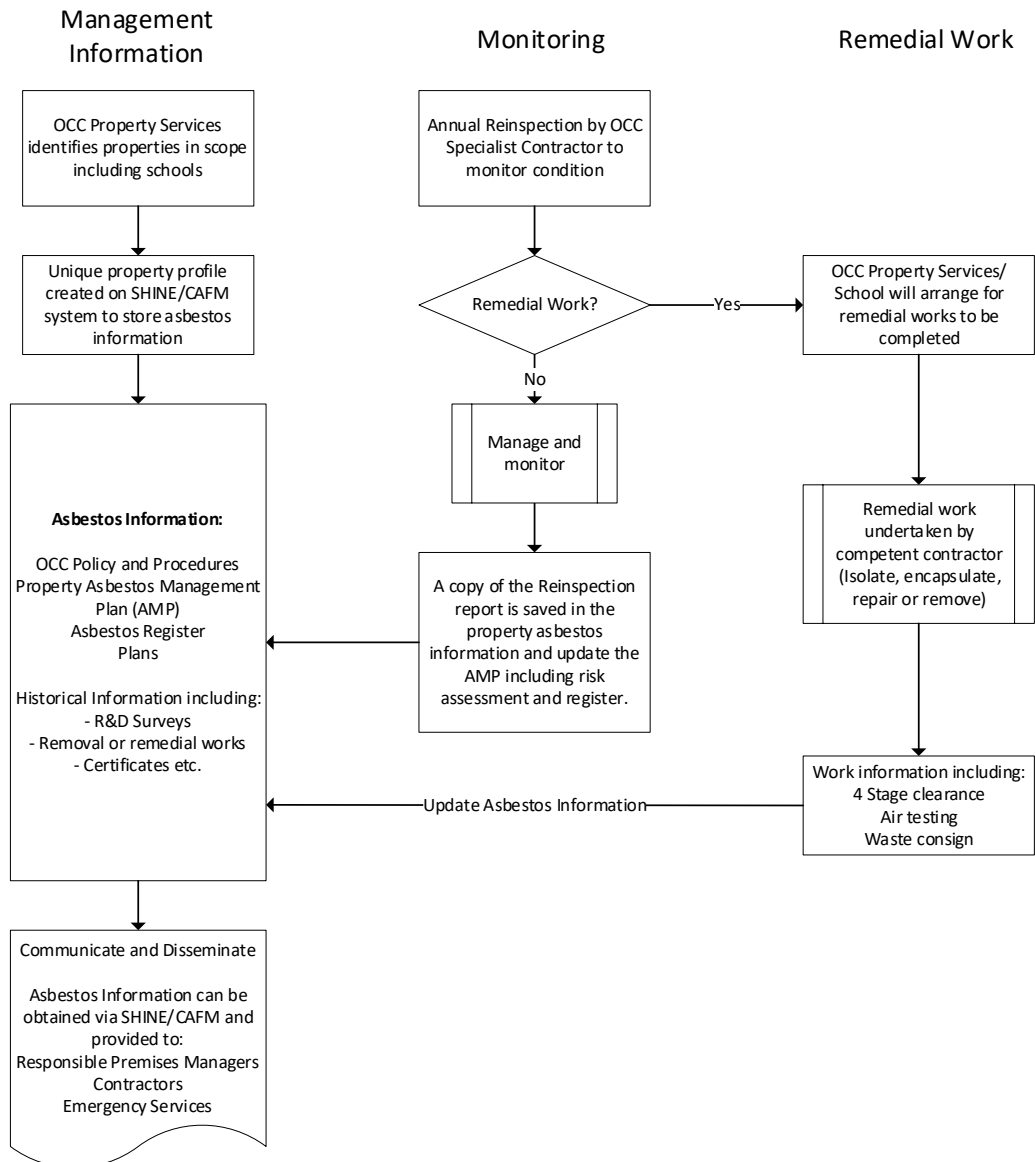 Management
Information
OCC Property Services
identifies properties in scope
including schools
Unique property profile
created on SHINE/CAFM
system to store asbestos
information
Asbestos Information:
OCC Policy and Procedures
Property Asbestos Management
Plan (AMP)
Asbestos Register
Plans
Historical Information including:
- R&D Surveys
- Removal or remedial works
- Certificates etc.
Communicate and Disseminate
Asbestos Information can be
obtained via SHINE/CAFM and
provided to:
Responsible Premises Managers
Contractors
Emergency Services
Monitoring
Annual Reinspection by OCC
Specialist Contractor to
monitor condition
Remedial Work?
Yes
No
Manage and
monitor
A copy of the Reinspection
report is saved in the
property asbestos
information and update the
AMP including risk
assessment and register.
Remedial Work
OCC Property Services/
School will arrange for
remedial works to be
completed
Remedial work
undertaken by
competent contractor
(Isolate, encapsulate,
repair or remove)
Work information including:
4 Stage clearance
Air testing
Waste consign
Update Asbestos Information